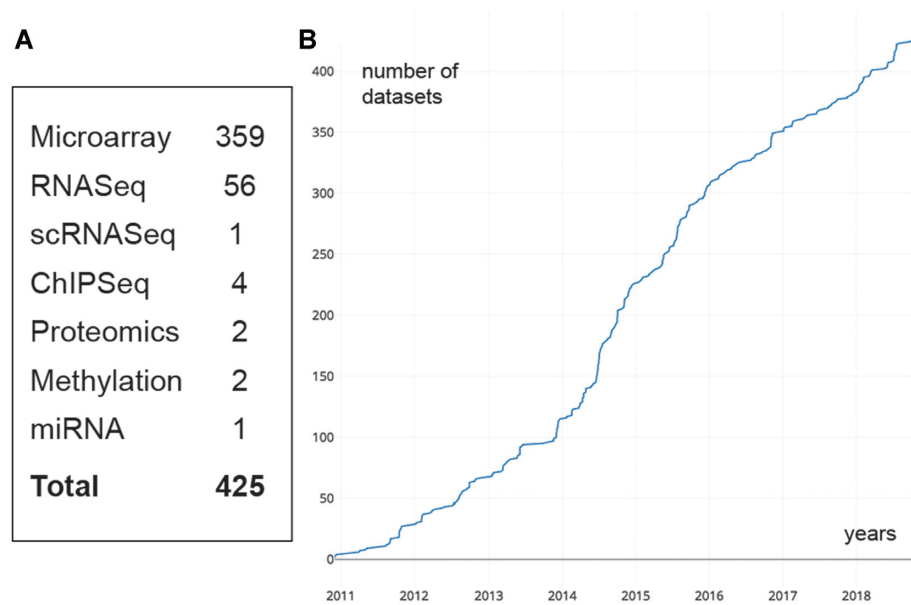 A
Microarray 359
RNASeq 56
scRNASeq 1
ChIPSeq 4
Proteomics 2
Methylation 2
miRNA 1
Total 425
B
number of
datasets
400
350
300
250
200
150
100
50
0
years
2011 2012 2013 2014 2015 2016 2017 2018